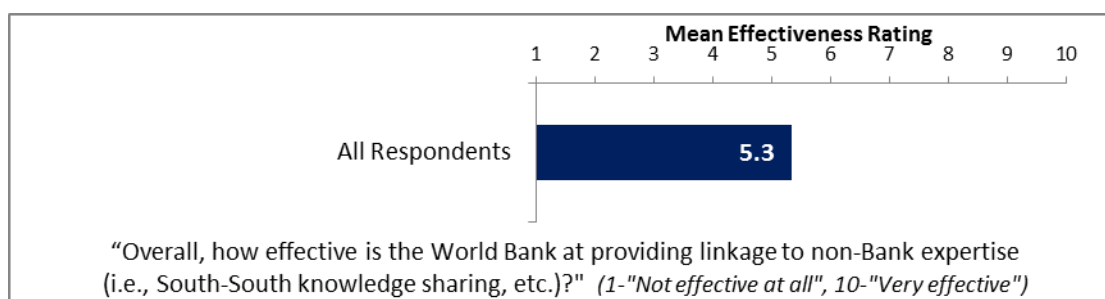 Mean Effectiveness Rating
1 2 3 4 5 6 7 8 9 10
All Respondents 5.3
“Overall, how effective is the World Bank at providing linkage to non-Bank expertise
(i.e., South-South knowledge sharing, etc.)?" (1-"Not effective at all", 10-"Very effective")